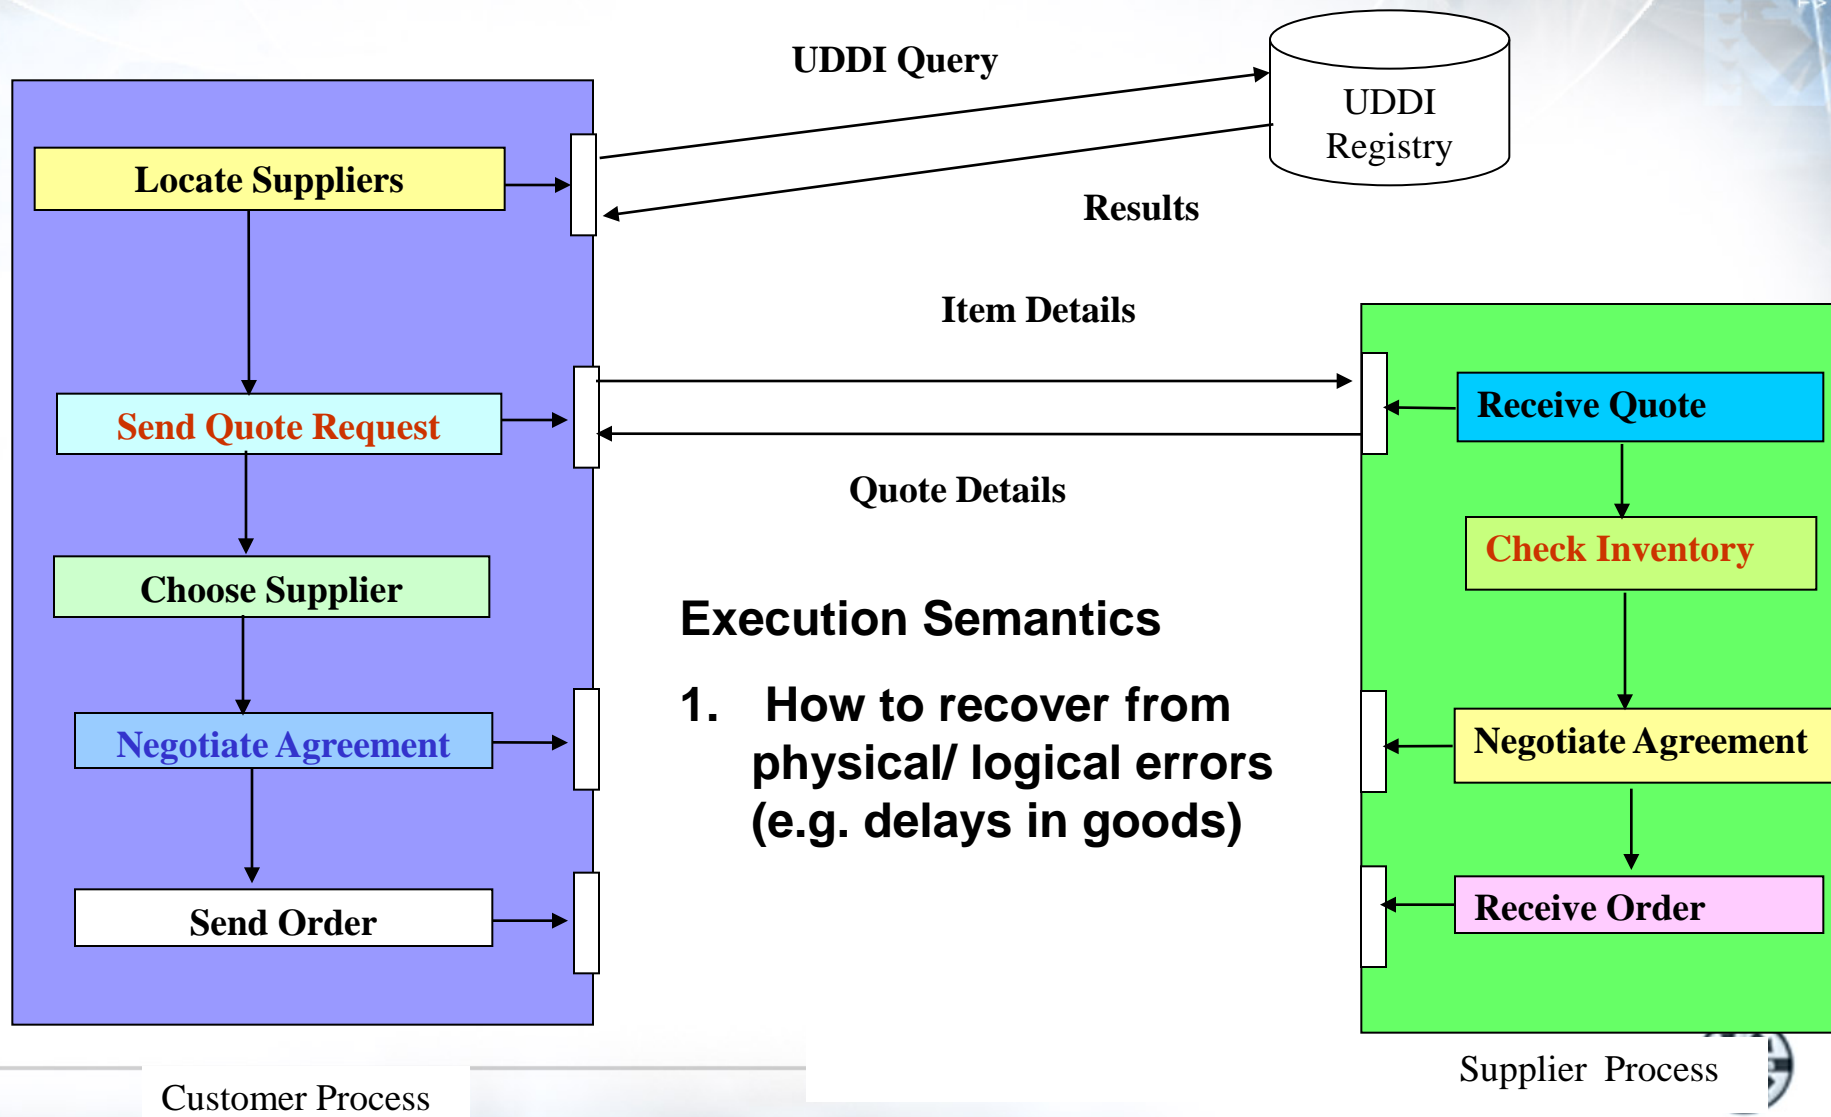 UDDI Query
UDDI
Registry
Locate Suppliers
Results
Item Details
Send Quote Request
Receive Quote
Quote Details
Check Inventory
Choose Supplier
Execution Semantics
1. How to recover from
physical/ logical errors
(e.g. delays in goods)
Negotiate Agreement
Negotiate Agreement
Send Order
Receive Order
Customer Process
Supplier Process